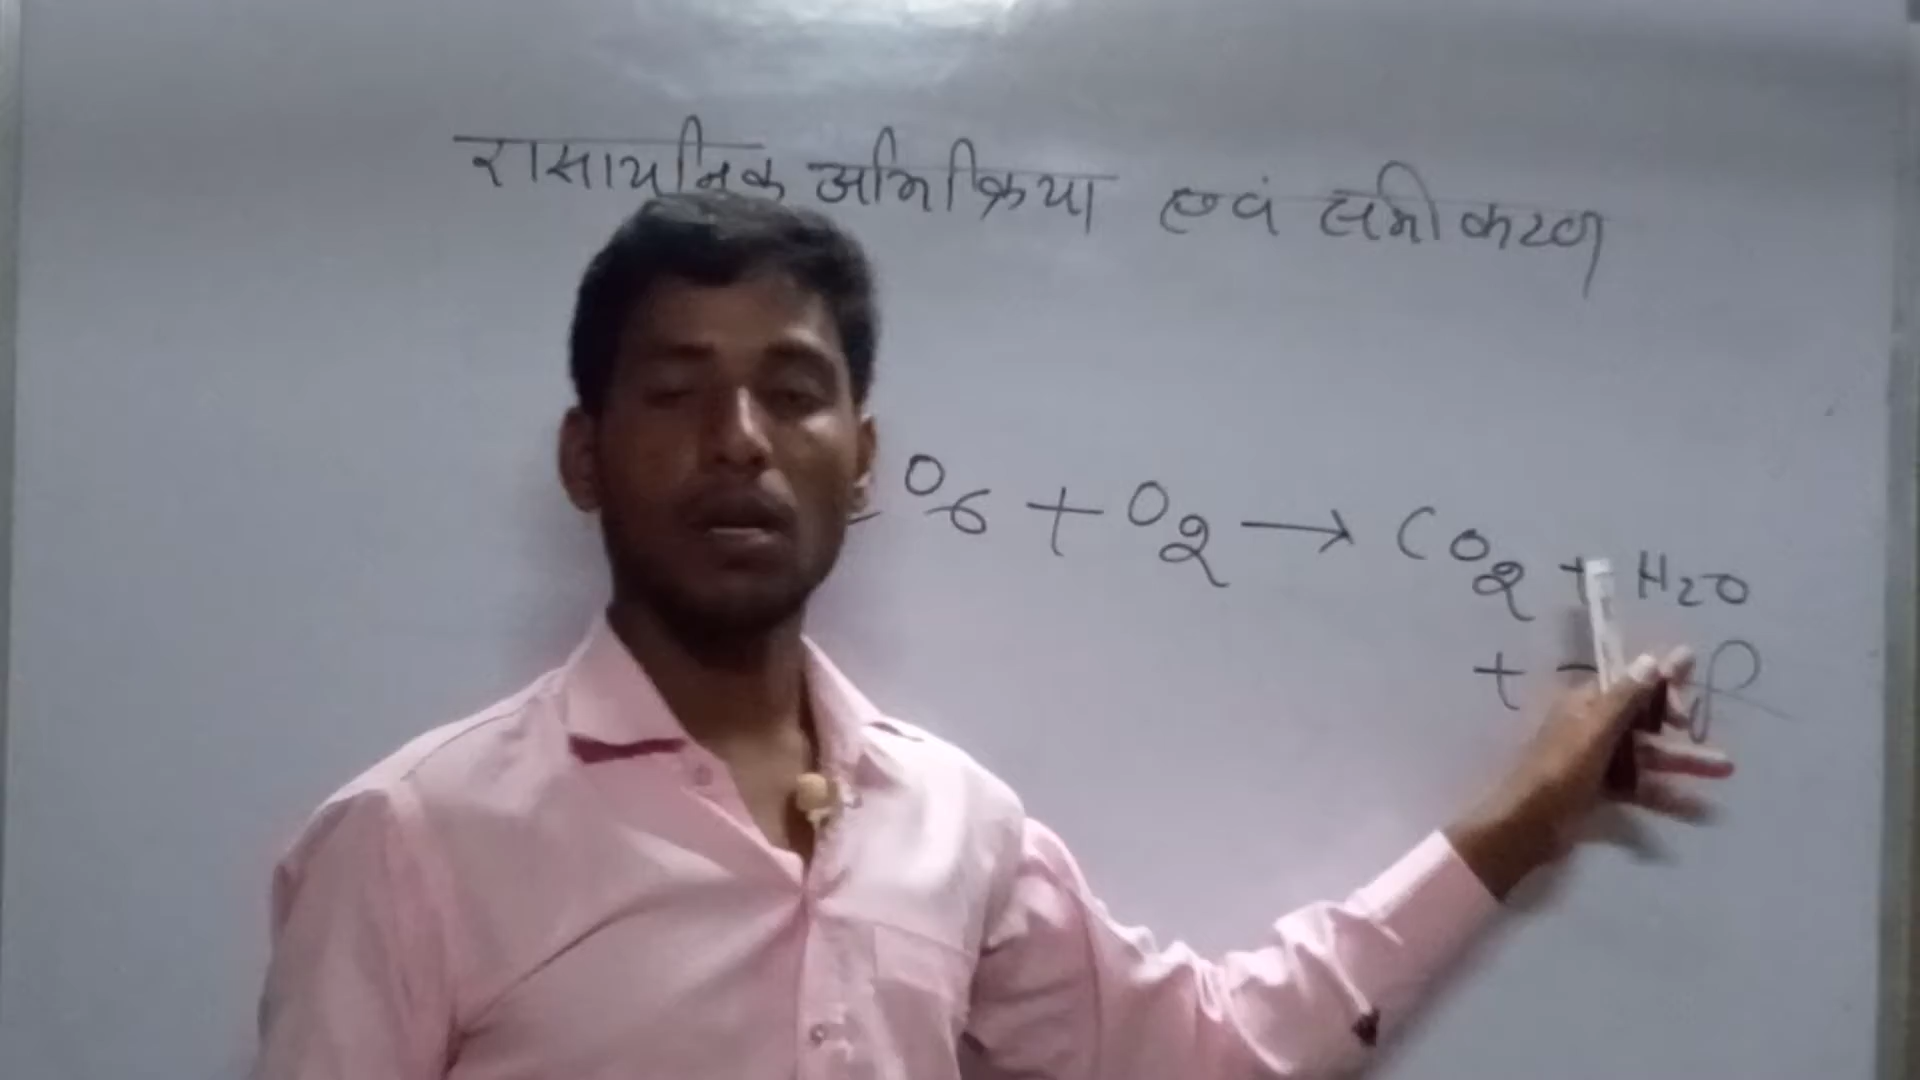 रासायनिक अभिक्रिया एवं समीकरण
O6 + O2 → CO2 + H2O
+